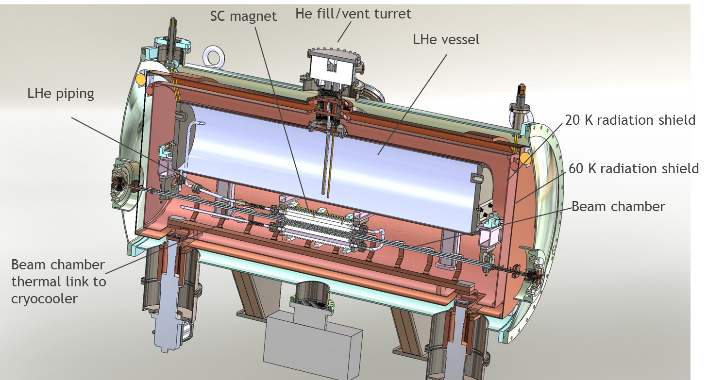 SC magnet
He fill/vent turret
LHe vessel
LHe piping
20 K radiation shield
60 K radiation shield
Beam chamber
Beam chamber
thermal link to
cryocooler